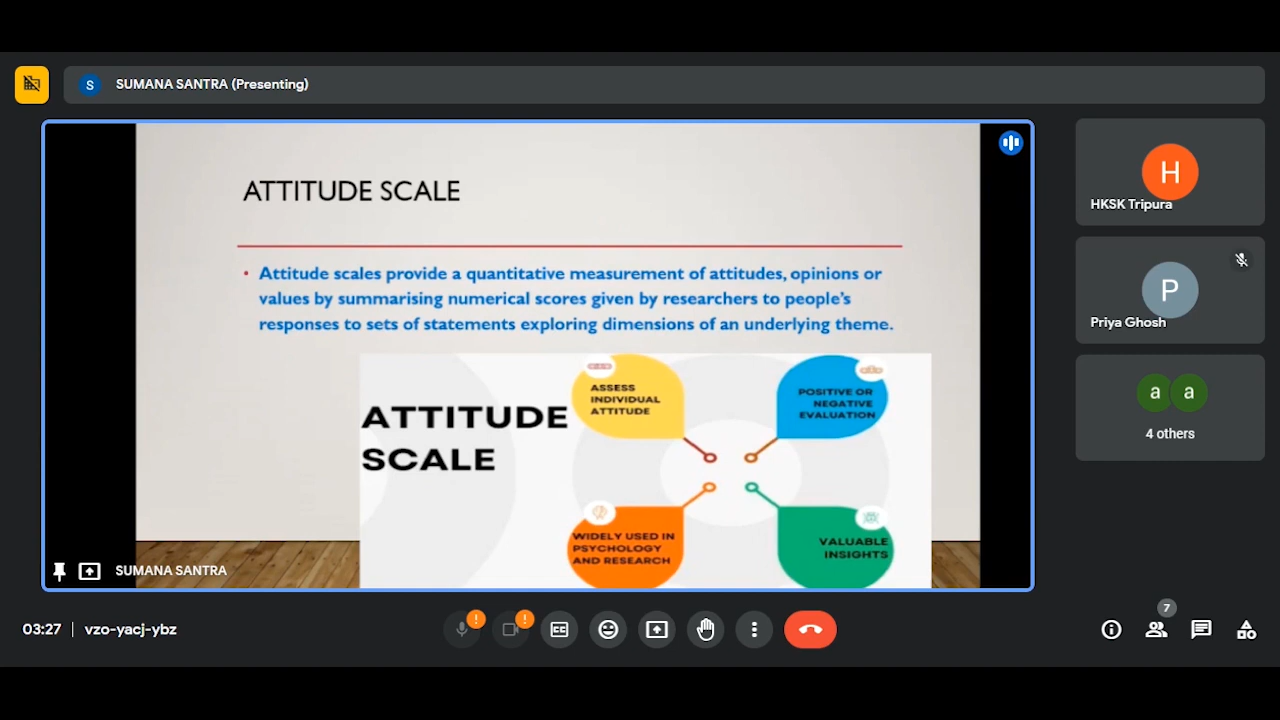 S SUMANA SANTRA (Presenting)
ATTITUDE SCALE
• Attitude scales provide a quantitative measurement of attitudes, opinions or
values by summarising numerical scores given by researchers to people's
responses to sets of statements exploring dimensions of an underlying theme.
ATTITUDE
SCALE
ASSESS
INDIVIDUAL
ATTITUDE
POSITIVE OR
NEGATIVE
EVALUATION
WIDELY USED IN
PSYCHOLOGY
AND RESEARCH
VALUABLE
INSIGHTS
SUMANA SANTRA
H
HKSK Tripura
P
Priya Ghosh
a a
4 others
03:27 | vzo-yacj-ybz
! !
CC
7